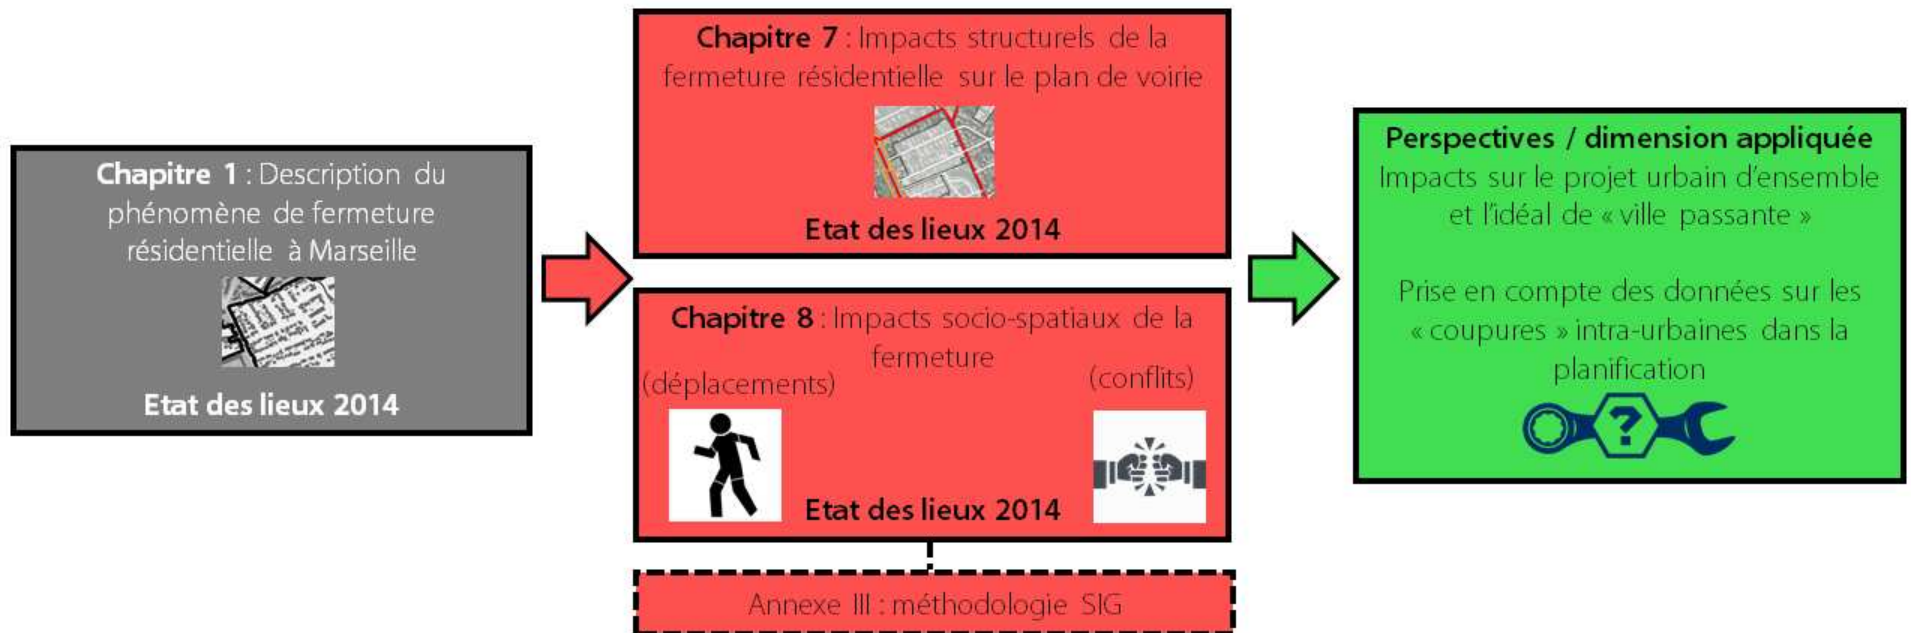 Chapitre 1 : Description du
phénomène de fermeture
résidentielle à Marseille
Etat des lieux 2014
Chapitre 7 : Impacts structurels de la
fermeture résidentielle sur le plan de voirie
Etat des lieux 2014
Chapitre 8 : Impacts socio-spatiaux de la
fermeture
(déplacements)
(conflits)
Etat des lieux 2014
Annexe III : méthodologie SIG
Perspectives / dimension appliquée
Impacts sur le projet urbain d'ensemble
et l'idéal de « ville passante »
Prise en compte des données sur les
« coupures » intra-urbaines dans la
planification
?